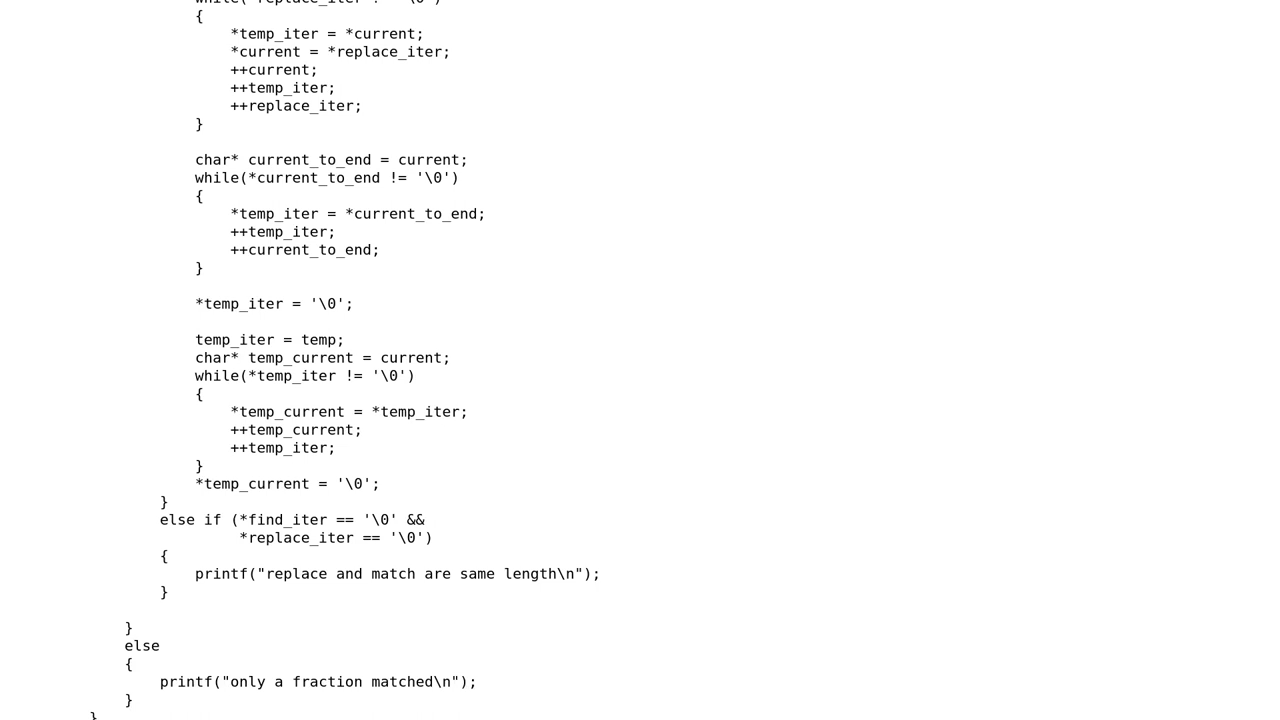 {
*temp_iter = *current;
*current = *replace_iter;
++current;
++temp_iter;
++replace_iter;
}
char* current_to_end = current;
while(*current_to_end != '\0')
{
*temp_iter = *current_to_end;
++temp_iter;
++current_to_end;
}
*temp_iter = '\0';
temp_iter = temp;
char* temp_current = current;
while(*temp_iter != '\0')
{
*temp_current = *temp_iter;
++temp_current;
++temp_iter;
}
*temp_current = '\0';
}
else if (*find_iter == '\0' &&
*replace_iter == '\0')
{
printf("replace and match are same length\n");
}
}
else
{
printf("only a fraction matched\n");
}
}